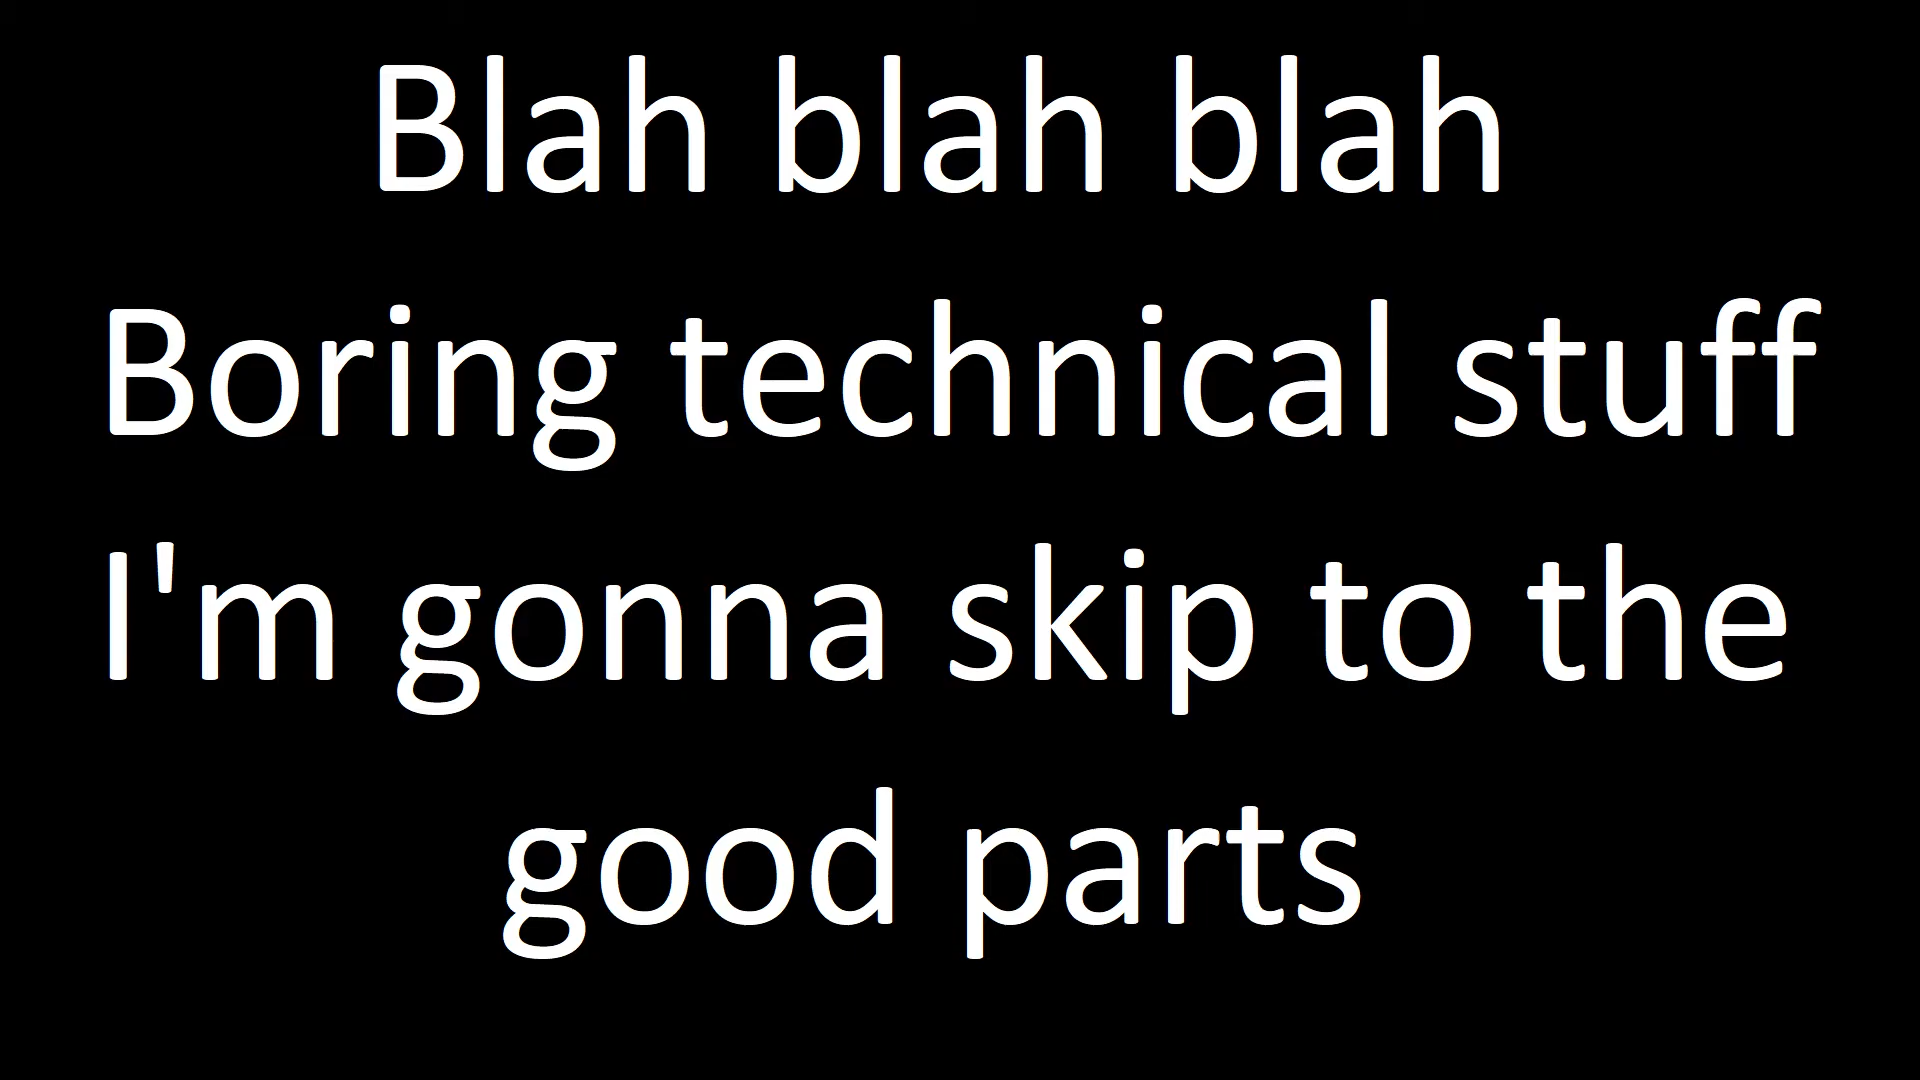 Blah blah blah
Boring technical stuff
I'm gonna skip to the
good parts